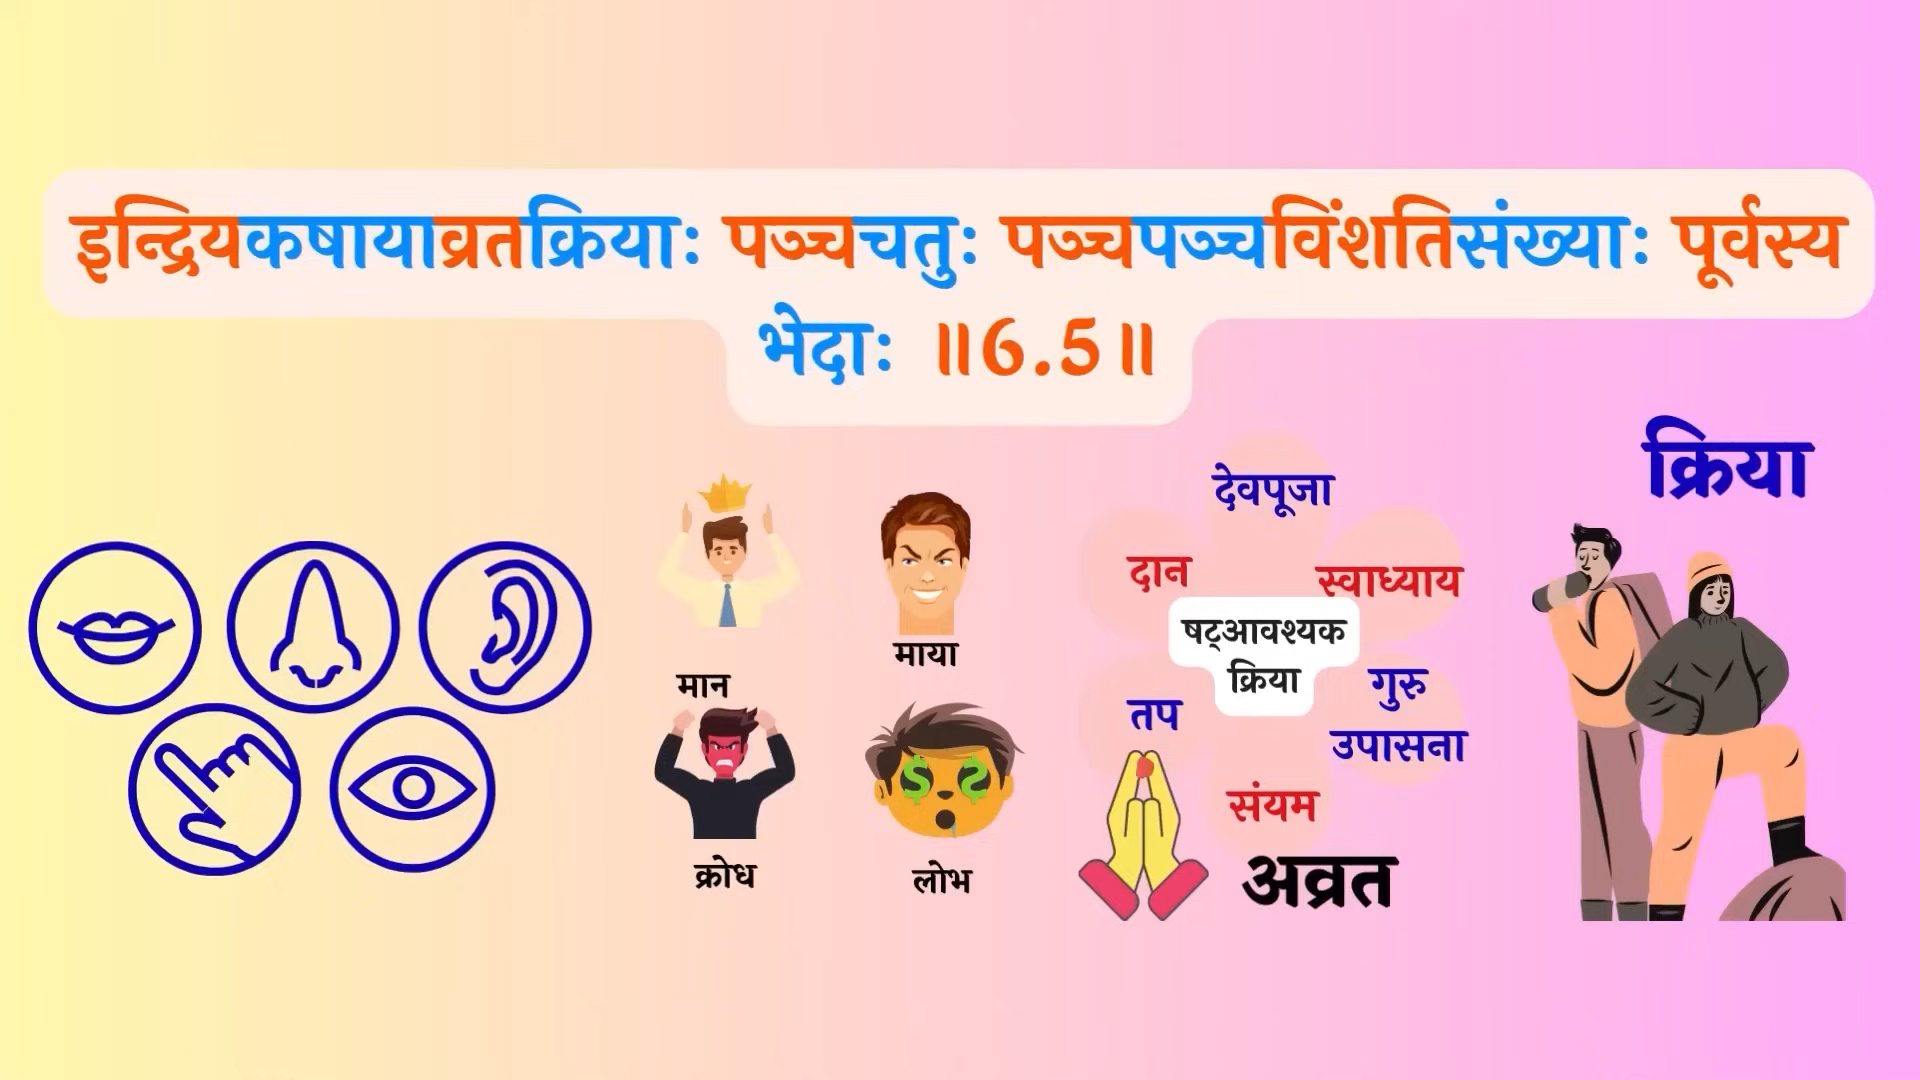 इन्द्रियकषायाव्रतक्रियाः पञ्चचतुः पञ्चपञ्चविंशतिसंख्याः पूर्वस्य
भेदाः ॥6.5॥
क्रिया
मान
माया
क्रोध
लोभ
देवपूजा
दान
स्वाध्याय
षट्आवश्यक
क्रिया
तप
गुरु
उपासना
संयम
अव्रत